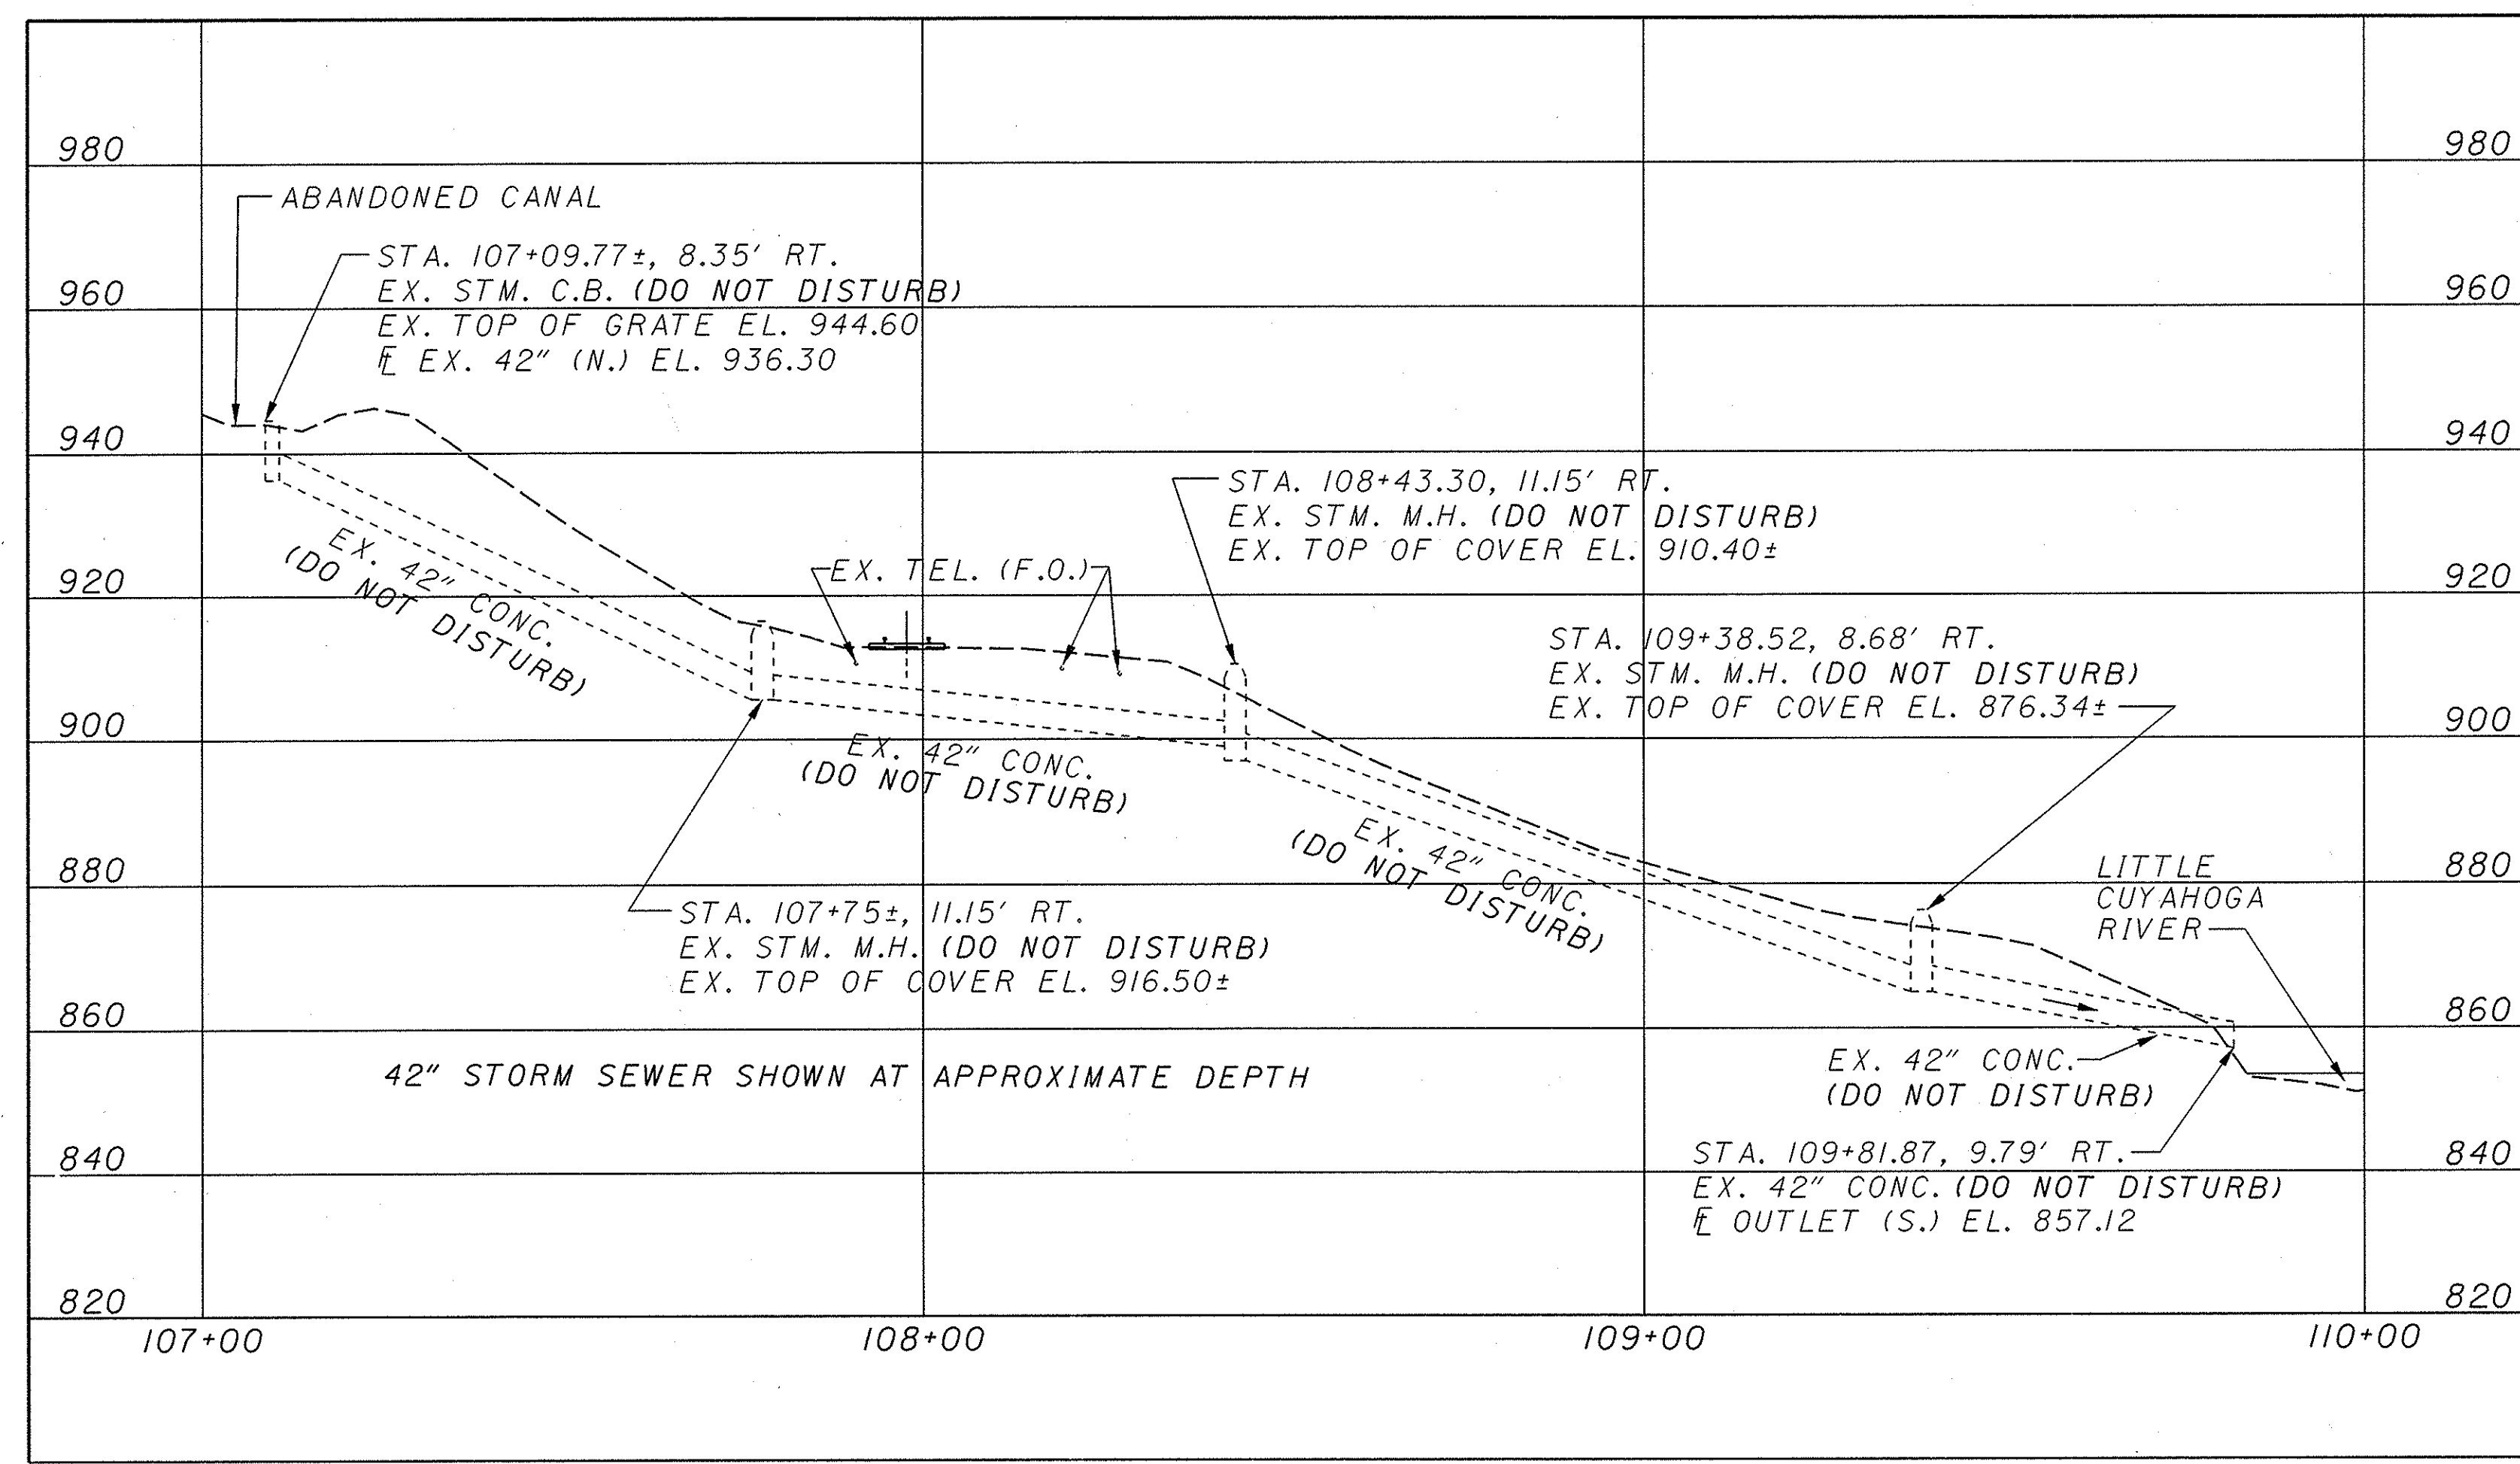 980
980
ABANDONED CANAL
STA. 107+09.77±, 8.35' RT.
EX. STM. C.B. (DO NOT DISTURB)
EX. TOP OF GRATE EL. 944.60
EX. 42" (N.) EL. 936.30
960
960
940
940
STA. 108+43.30, 11.15' RT.
EX. STM. M.H. (DO NOT DISTURB)
EX. TOP OF COVER EL. 910.40±
EX. 42" CONC.
(DO NOT DISTURB)
EX. TEL. (F.O.)
920
920
STA. 109+38.52, 8.68' RT.
EX. STM. M.H. (DO NOT DISTURB)
EX. TOP OF COVER EL. 876.34±
900
900
EX. 42" CONC.
(DO NOT DISTURB)
EX. 42" CONC.
(DO NOT DISTURB)
880
880
LITTLE
CUYAHOGA
RIVER
STA. 107+75±, 11.15' RT.
EX. STM. M.H. (DO NOT DISTURB)
EX. TOP OF COVER EL. 916.50±
860
860
42" STORM SEWER SHOWN AT APPROXIMATE DEPTH
EX. 42" CONC.
(DO NOT DISTURB)
840
840
STA. 109+81.87, 9.79' RT.
EX. 42" CONC. (DO NOT DISTURB)
OUTLET (S.) EL. 857.12
820
820
107+00
108+00
109+00
110+00